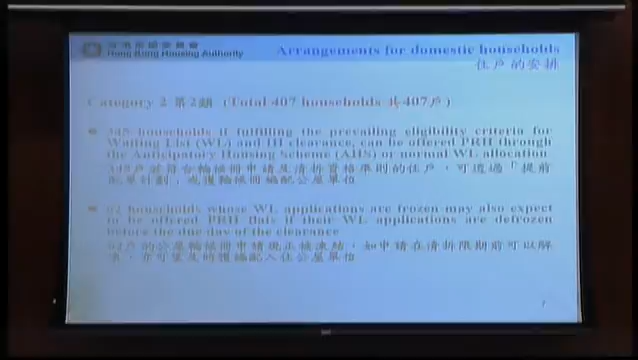 香港房屋委員會
Hong Kong Housing Authority
Arrangements for domestic households
住戶的安排
Category 2 第2類 (Total 407 households 共407戶)
345 households if fulfilling the prevailing eligibility criteria for
Waiting List (WL) and IH clearance, can be offered PRH through
the Anticipatory Housing Scheme (AHS) or normal WL allocation
345戶若符合輪候冊申請及清拆資格準則的住戶，可透過「提前
配屋計劃」或獲輪候冊編配公屋單位
62 households whose WL applications are frozen may also expect
to be offered PRH flats if their WL applications are defrozen
before the due day of the clearance
62戶的公屋輪候冊申請現正被凍結，如申請在清拆限期前可以解
凍，亦可望及時獲編配入住公屋單位